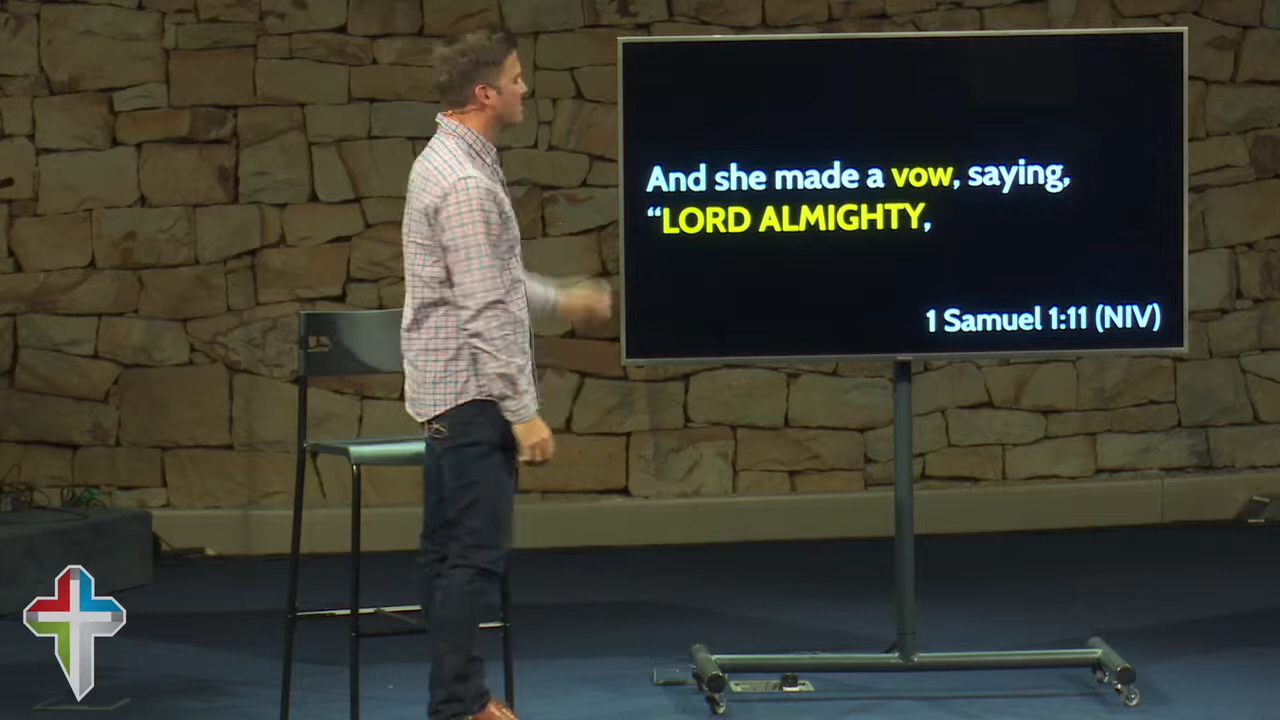 And she made a vow, saying,
“LORD ALMIGHTY,
1 Samuel 1:11 (NIV)